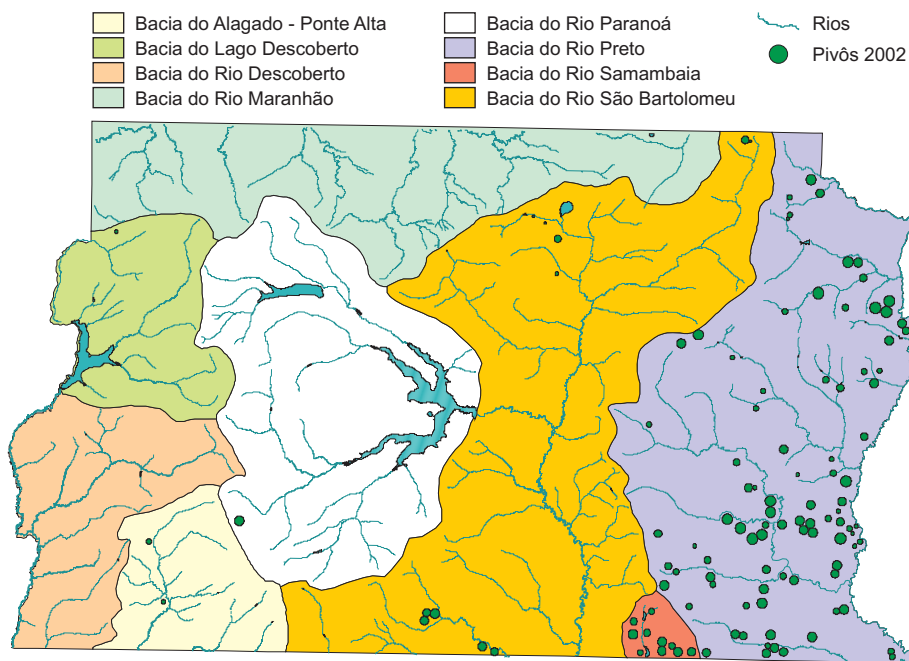 Bacia do Alagado - Ponte Alta
Bacia do Lago Descoberto
Bacia do Rio Descoberto
Bacia do Rio Maranhão
Bacia do Rio Paranoá
Bacia do Rio Preto
Bacia do Rio Samambaia
Bacia do Rio São Bartolomeu
Rios
Pivôs 2002